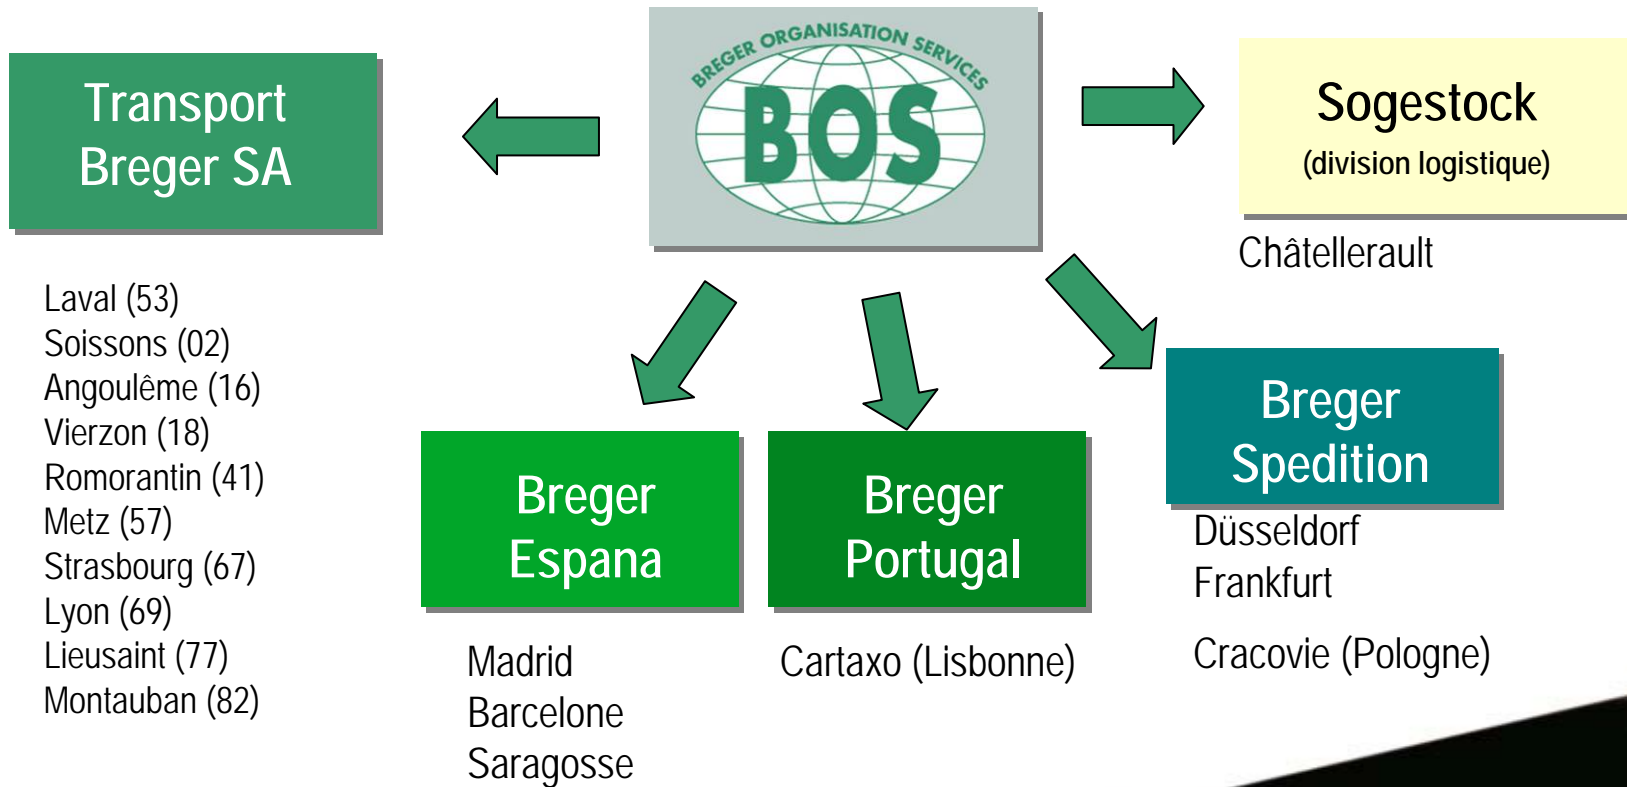 BREGER ORGANISATION SERVICES
BOS
Transport
Breger SA
Laval (53)
Soissons (02)
Angoulême (16)
Vierzon (18)
Romorantin (41)
Metz (57)
Strasbourg (67)
Lyon (69)
Lieusaint (77)
Montauban (82)
Sogestock
(division logistique)
Châtellerault
Breger
Espana
Madrid
Barcelone
Saragosse
Breger
Portugal
Cartaxo (Lisbonne)
Breger
Spedition
Düsseldorf
Frankfurt
Cracovie (Pologne)